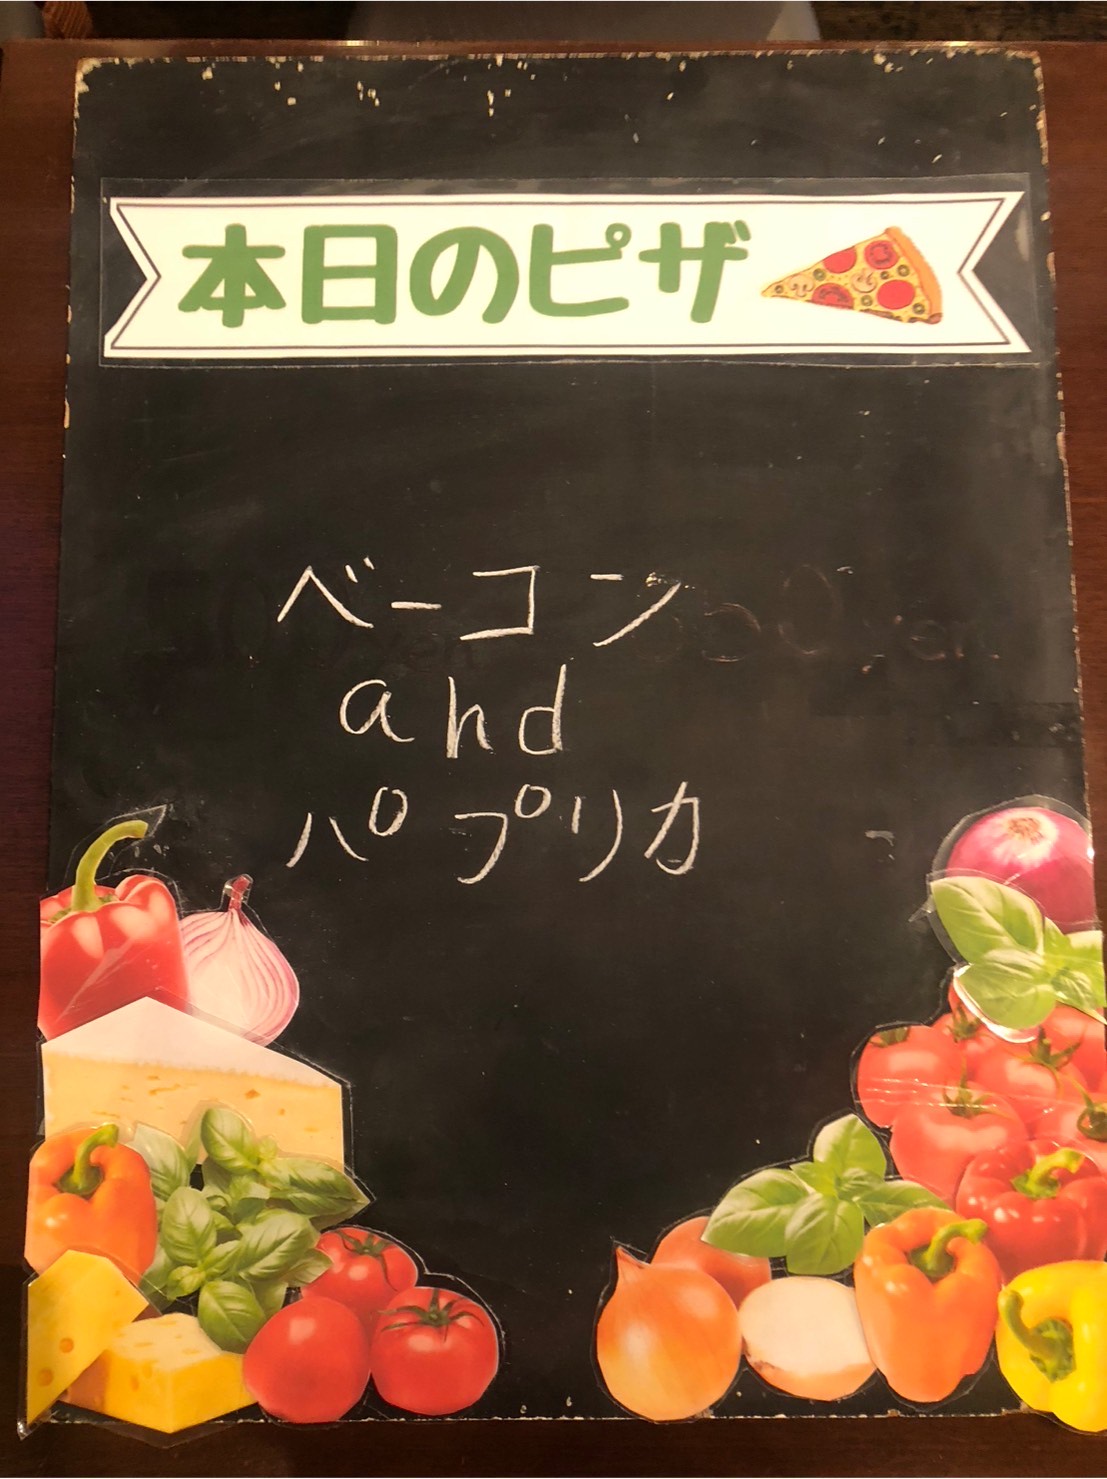 本日のピザ
ベーコン
and
パプリカ